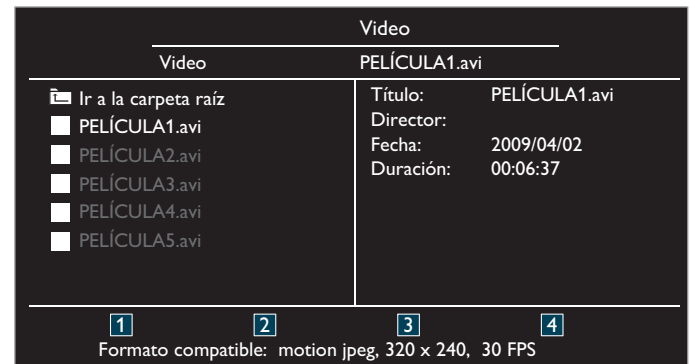 Video
Video
PELÍCULA1.avi
Ir a la carpeta raíz
PELÍCULA1.avi
PELÍCULA2.avi
PELÍCULA3.avi
PELÍCULA4.avi
PELÍCULA5.avi
Título: PELÍCULA1.avi
Director:
Fecha: 2009/04/02
Duración: 00:06:37
1 2 3 4
Formato compatible: motion jpeg, 320 x 240, 30 FPS